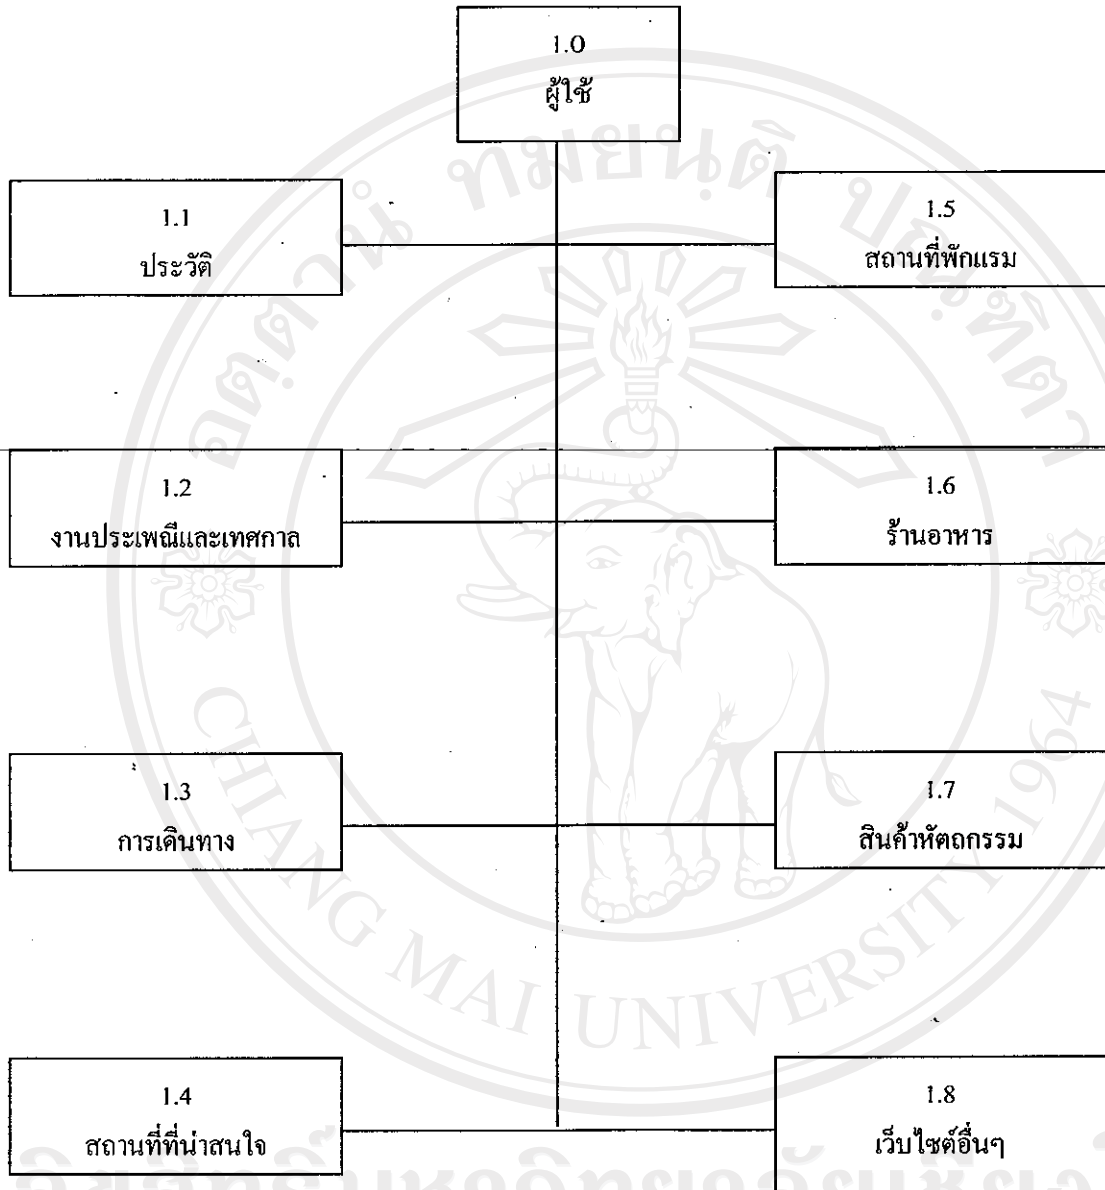 1.0
ผู้ใช้
1.1
ประวัติ
1.5
สถานที่พักแรม
1.2
งานประเพณีและเทศกาล
1.6
ร้านอาหาร
1.3
การเดินทาง
1.7
สินค้าหัตถกรรม
1.4
สถานที่ที่น่าสนใจ
1.8
เว็บไซต์อื่นๆ
CHIANG MAI UNIVERSITY 1964